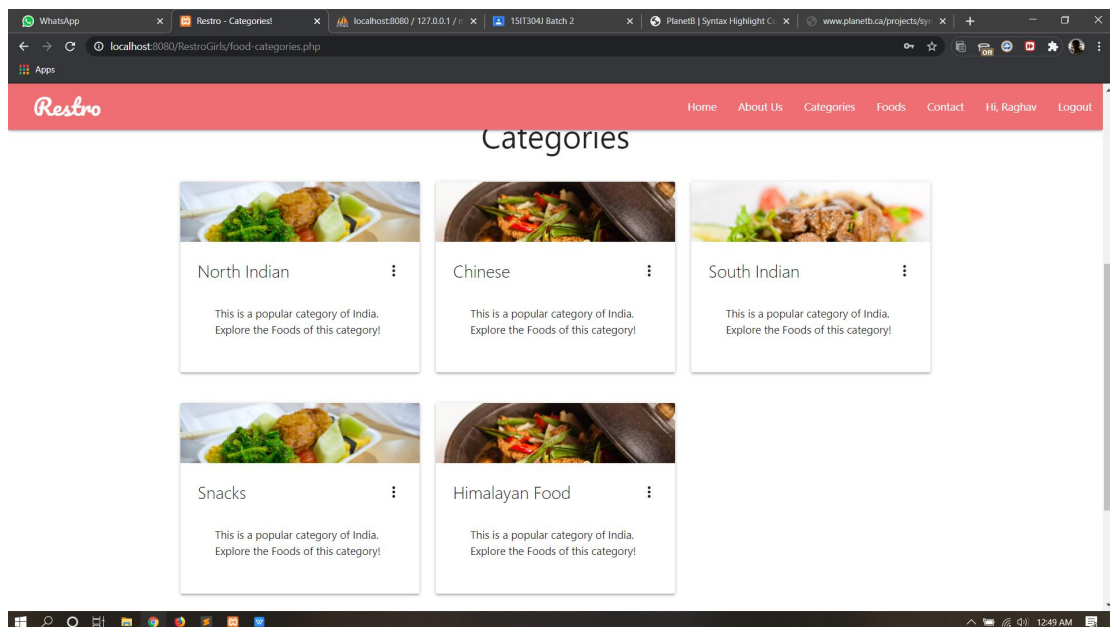 WhatsApp
Restro - Categories!
localhost:8080 / 127.0.0.1 /
15IT304J Batch 2
PlanetB | Syntax Highlight Co
www.planetb.ca/projects/syn
localhost:8080/RestroGirls/food-categories.php
Off
Apps
Restro
Home About Us Categories Foods Contact Hi, Raghav Logout
Categories
North Indian
This is a popular category of India.
Explore the Foods of this category!
Chinese
This is a popular category of India.
Explore the Foods of this category!
South Indian
This is a popular category of India.
Explore the Foods of this category!
Snacks
This is a popular category of India.
Explore the Foods of this category!
Himalayan Food
This is a popular category of India.
Explore the Foods of this category!
12:49 AM